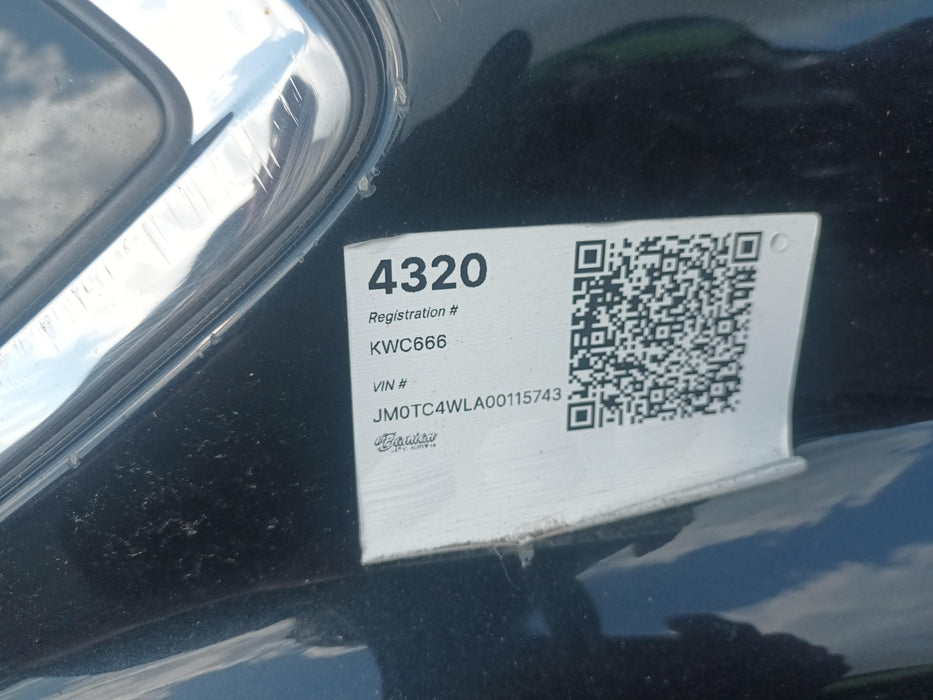 4320
Registration #
KWC666
VIN #
JM0TC4WLA00115743